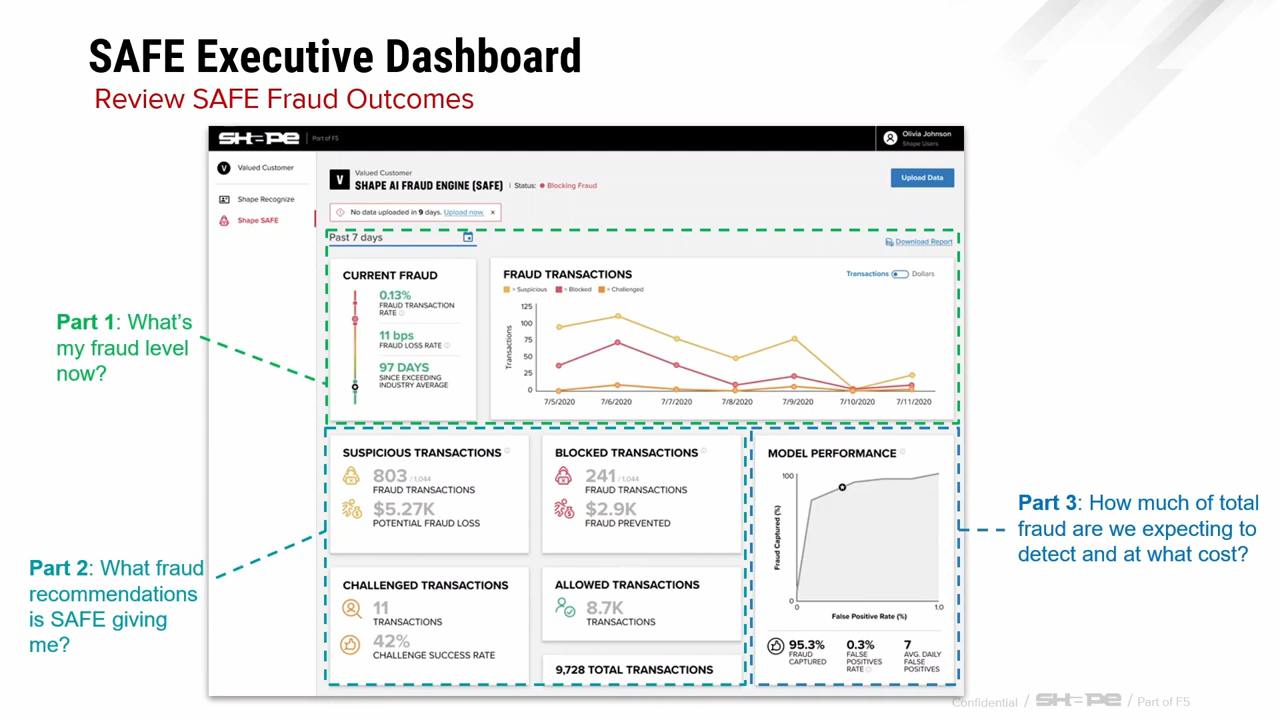 SAFE Executive Dashboard
Review SAFE Fraud Outcomes
SHAPE Part of F5
Olivia Johnson
Shape Users
V Valued Customer
Shape Recognize
Shape SAFE
V
Valued Customer
SHAPE AI FRAUD ENGINE (SAFE) Status: Blocking Fraud
Upload Data
No data uploaded in 9 days. Upload now. ×
Past 7 days
Download Report
CURRENT FRAUD
0.13%
FRAUD TRANSACTION
RATE
11 bps
FRAUD LOSS RATE
97 DAYS
SINCE EXCEEDING
INDUSTRY AVERAGE
FRAUD TRANSACTIONS
Transactions Dollars
= Suspicious = Blocked = Challenged
Transactions
125
100
75
50
25
0
7/5/2020 7/6/2020 7/7/2020 7/8/2020 7/9/2020 7/10/2020 7/11/2020
Part 1: What's
my fraud level
now?
SUSPICIOUS TRANSACTIONS
803 / 1,044
FRAUD TRANSACTIONS
$5.27K
POTENTIAL FRAUD LOSS
BLOCKED TRANSACTIONS
241 / 1,044
FRAUD TRANSACTIONS
$2.9K
FRAUD PREVENTED
CHALLENGED TRANSACTIONS
11
TRANSACTIONS
42%
CHALLENGE SUCCESS RATE
ALLOWED TRANSACTIONS
8.7K
TRANSACTIONS
9,728 TOTAL TRANSACTIONS
Part 2: What fraud
recommendations
is SAFE giving
me?
MODEL PERFORMANCE
Fraud Captured (%)
100
0
0 1.0
False Positive Rate (%)
95.3%
FRAUD
CAPTURED
0.3%
FALSE
POSITIVES
RATE
7
AVG. DAILY
FALSE
POSITIVES
Part 3: How much of total
fraud are we expecting to
detect and at what cost?
Confidential / SHAPE / Part of F5